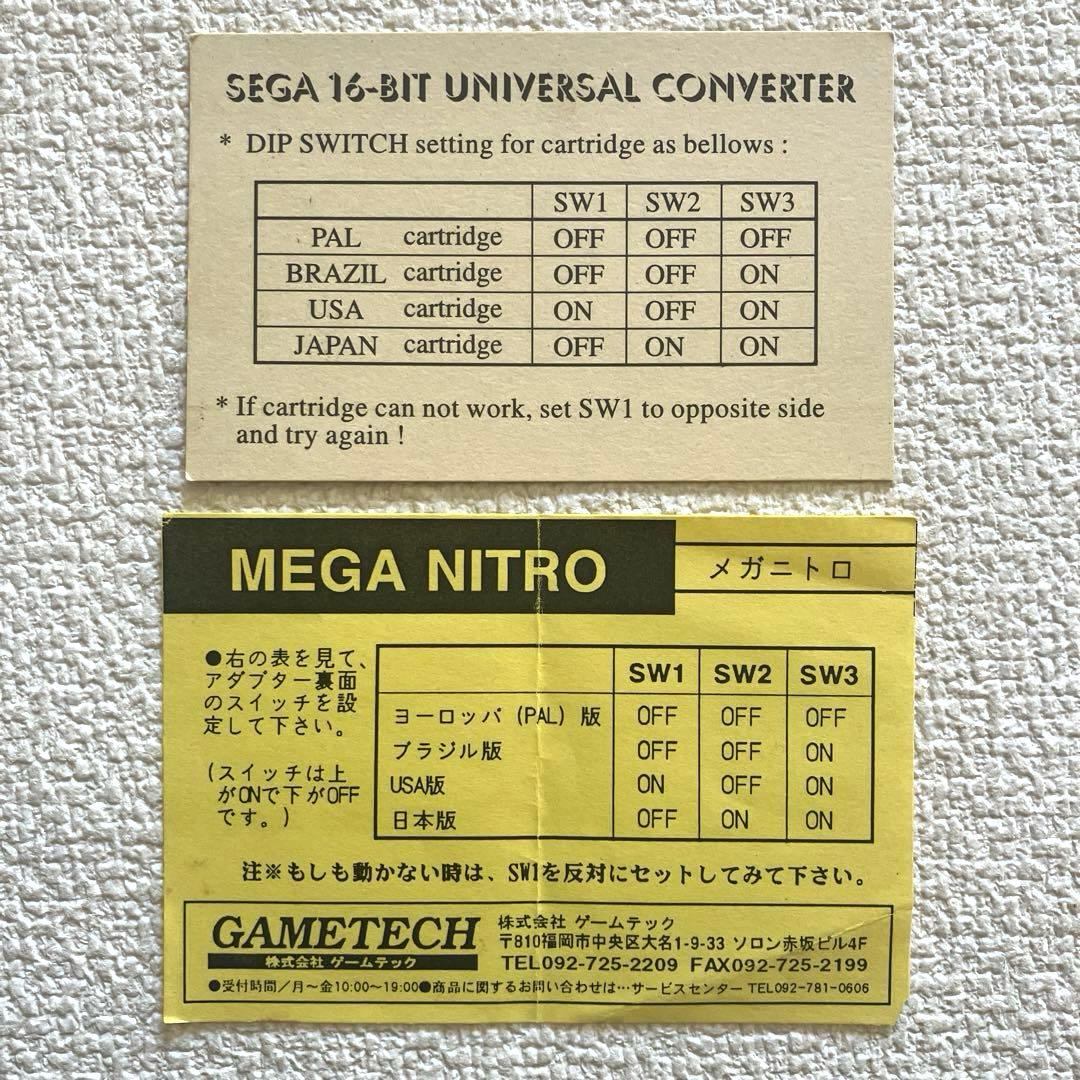 SEGA 16-BIT UNIVERSAL CONVERTER
* DIP SWITCH setting for cartridge as bellows :
SW1 SW2 SW3
PAL cartridge OFF OFF OFF
BRAZIL cartridge OFF OFF ON
USA cartridge ON OFF ON
JAPAN cartridge OFF ON ON
* If cartridge can not work, set SW1 to opposite side
and try again !
MEGA NITRO メガニトロ
●右の表を見て、
アダプター裏面
のスイッチを設
定して下さい。
(スイッチは上
がONで下がOFF
です。)
SW1 SW2 SW3
ヨーロッパ (PAL) 版 OFF OFF OFF
ブラジル版 OFF OFF ON
USA版 ON OFF ON
日本版 OFF ON ON
注※もしも動かない時は、SW1を反対にセットしてみて下さい。
GAMETECH
株式会社 ゲームテック
株式会社 ゲームテック
〒810福岡市中央区大名1-9-33 ソロン赤坂ビル4F
TEL092-725-2209 FAX092-725-2199
●受付時間/月〜金10:00〜19:00●商品に関するお問い合わせは…サービスセンター TEL092-781-0606